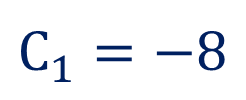 C₁ = −8